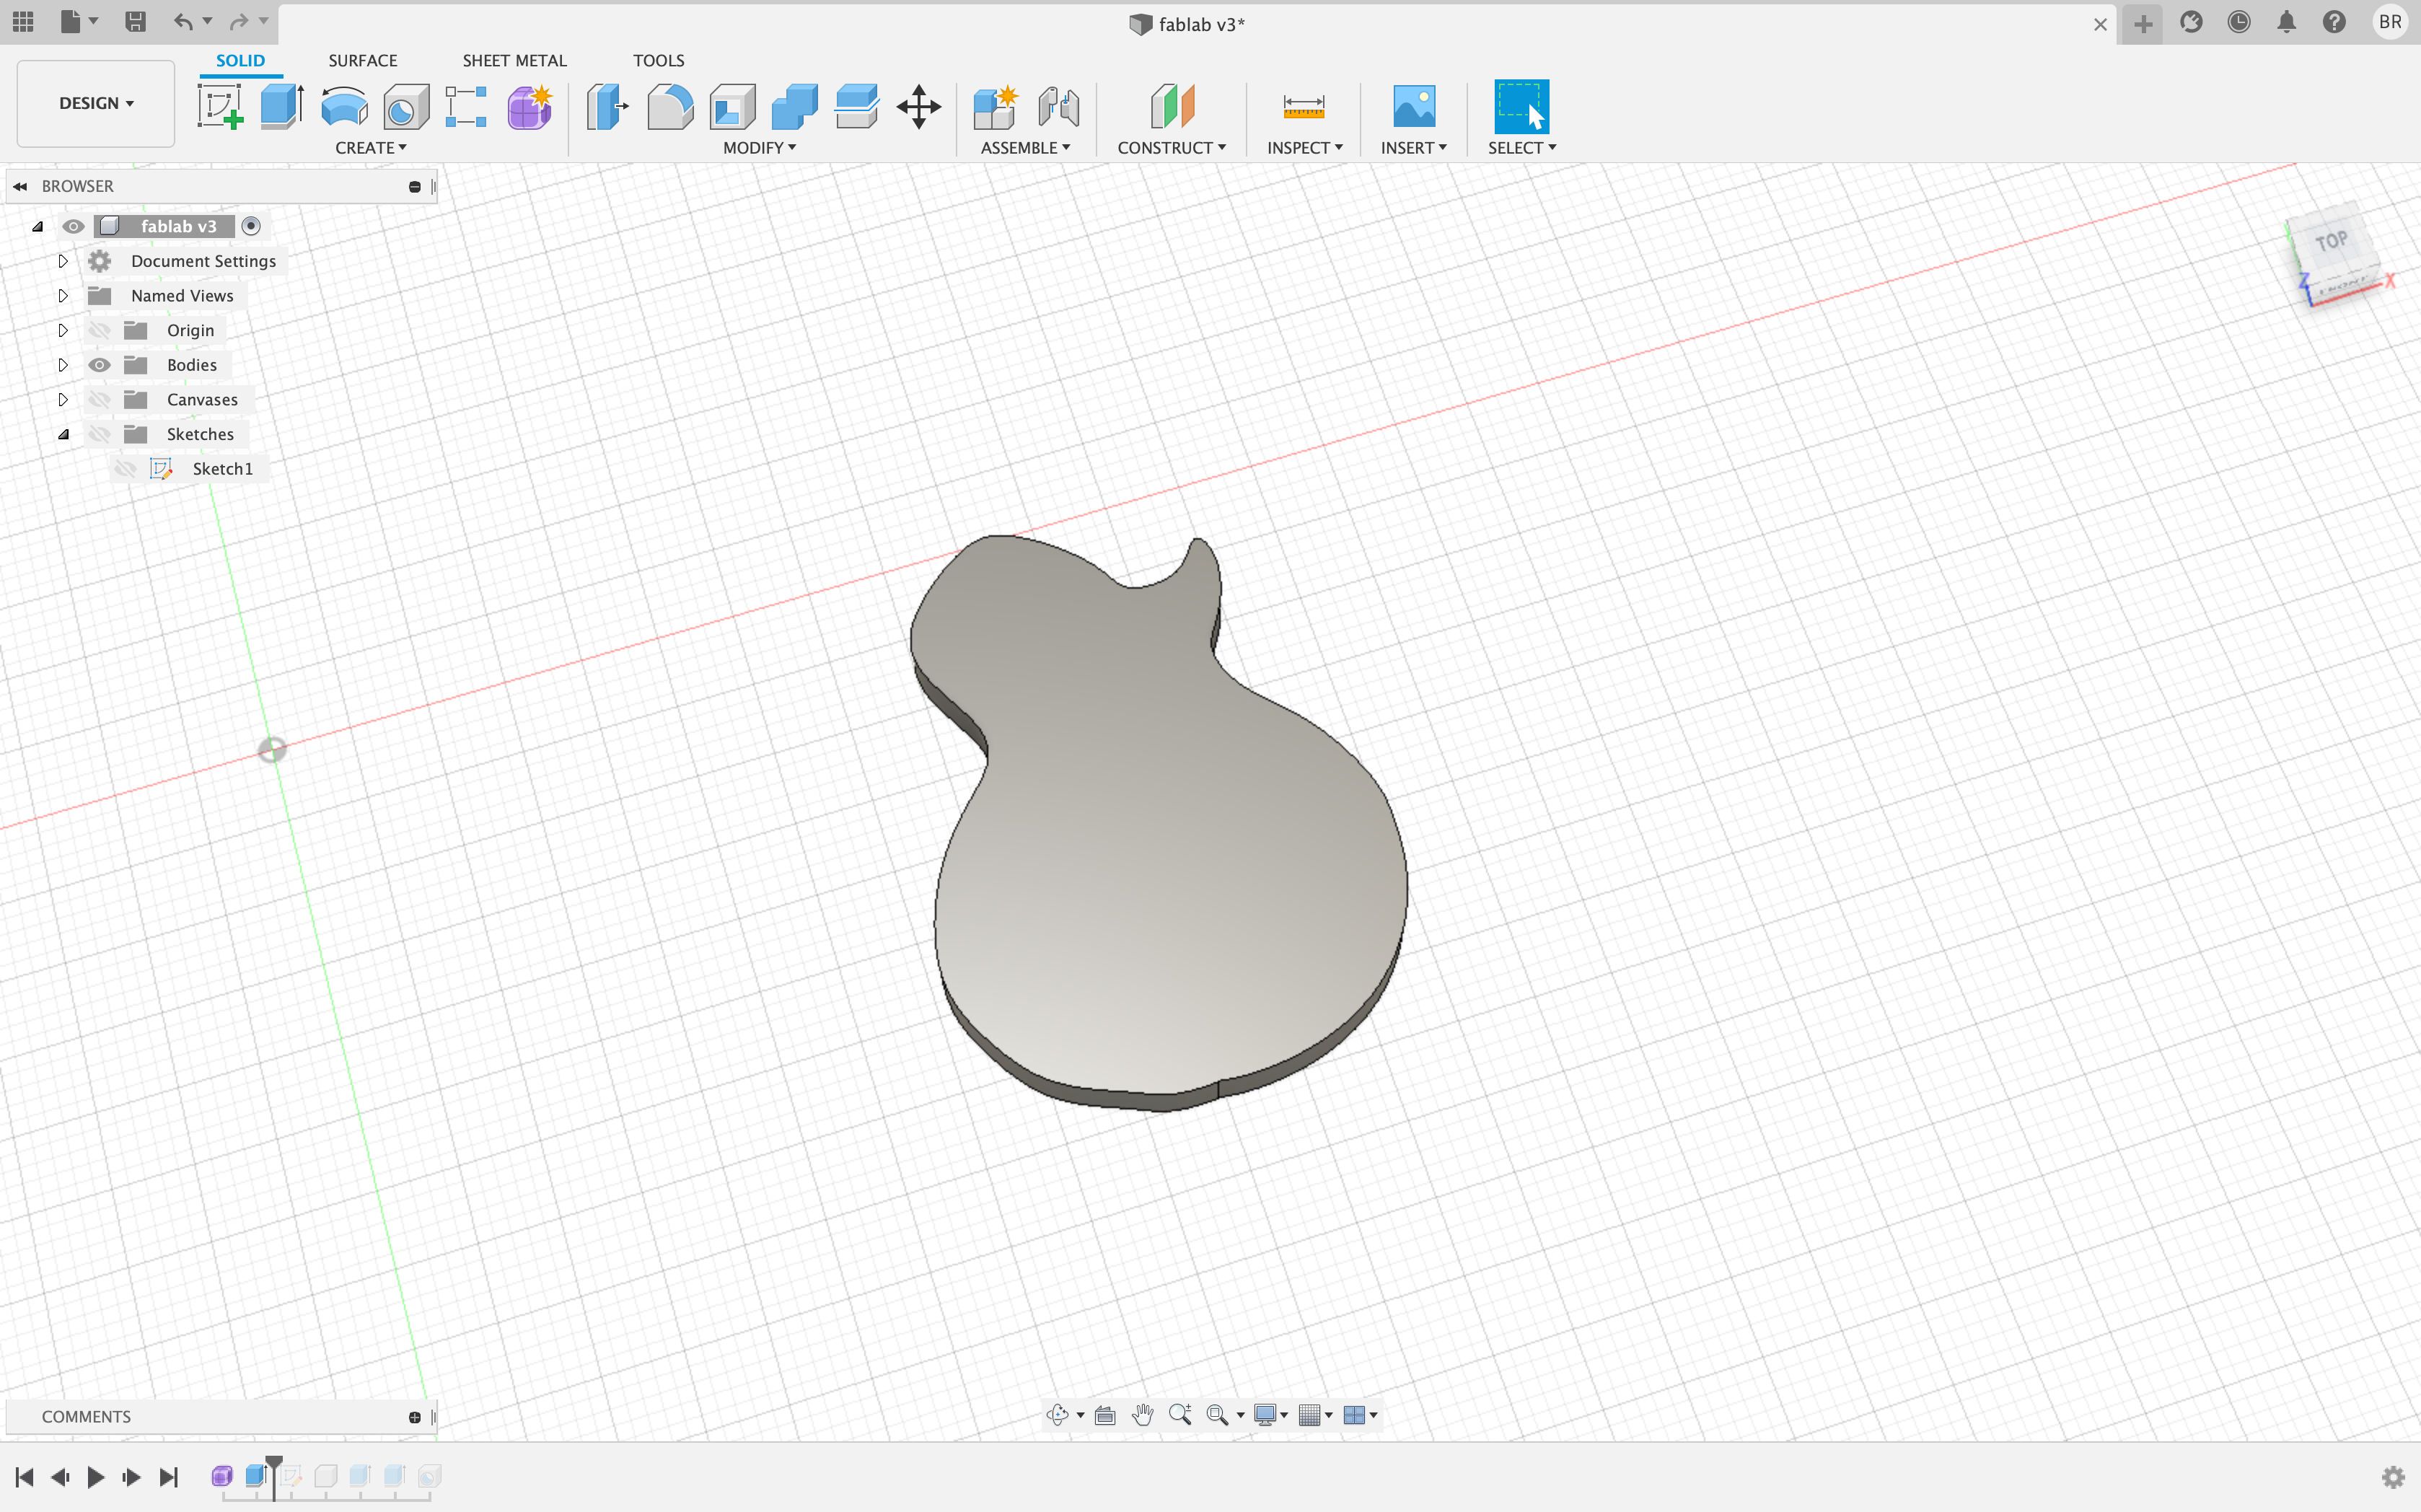 fablab v3*
BR
DESIGN
SOLID
SURFACE
SHEET METAL
TOOLS
CREATE
MODIFY
ASSEMBLE
CONSTRUCT
INSPECT
INSERT
SELECT
BROWSER
fablab v3
Document Settings
Named Views
Origin
Bodies
Canvases
Sketches
Sketch1
TOP
FRONT
Z
X
COMMENTS